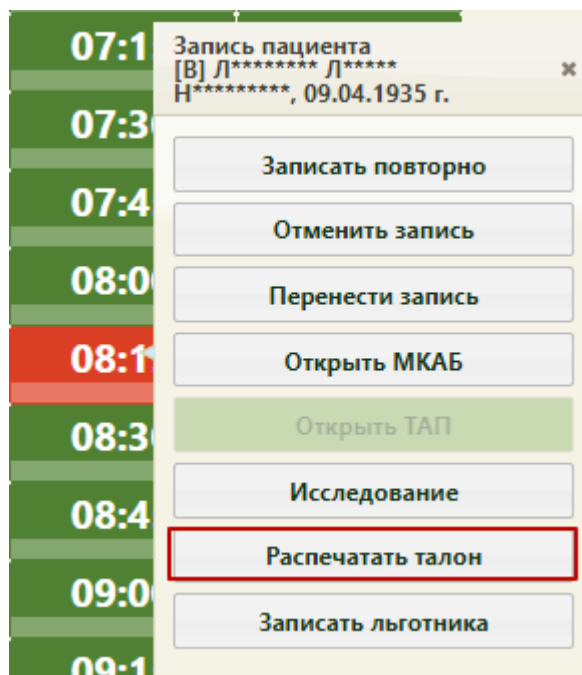 07:1
Запись пациента
[В] Л******** Л*****
Н*********, 09.04.1935 г.
07:3
Записать повторно
07:4
Отменить запись
08:0
Перенести запись
08:1
Открыть МКАБ
08:3
Открыть ТАП
Исследование
08:4
Распечатать талон
09:0
Записать льготника
09:1